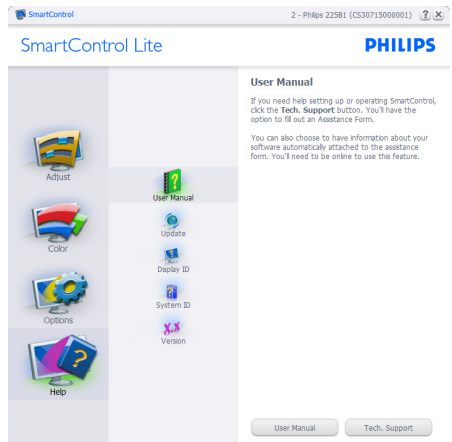 SmartControl
2 - Philips 225B1 (CS30715000001)
?
x
SmartControl Lite
PHILIPS
User Manual
If you need help setting up or operating SmartControl,
click the Tech. Support button. You'll have the
option to fill out an Assistance Form.
You can also choose to have information about your
software automatically attached to the assistance
form. You'll need to be online to use this feature.
Adjust
Color
Options
?
Help
?
User Manual
Update
Display ID
System ID
X.X
Version
User Manual
Tech. Support